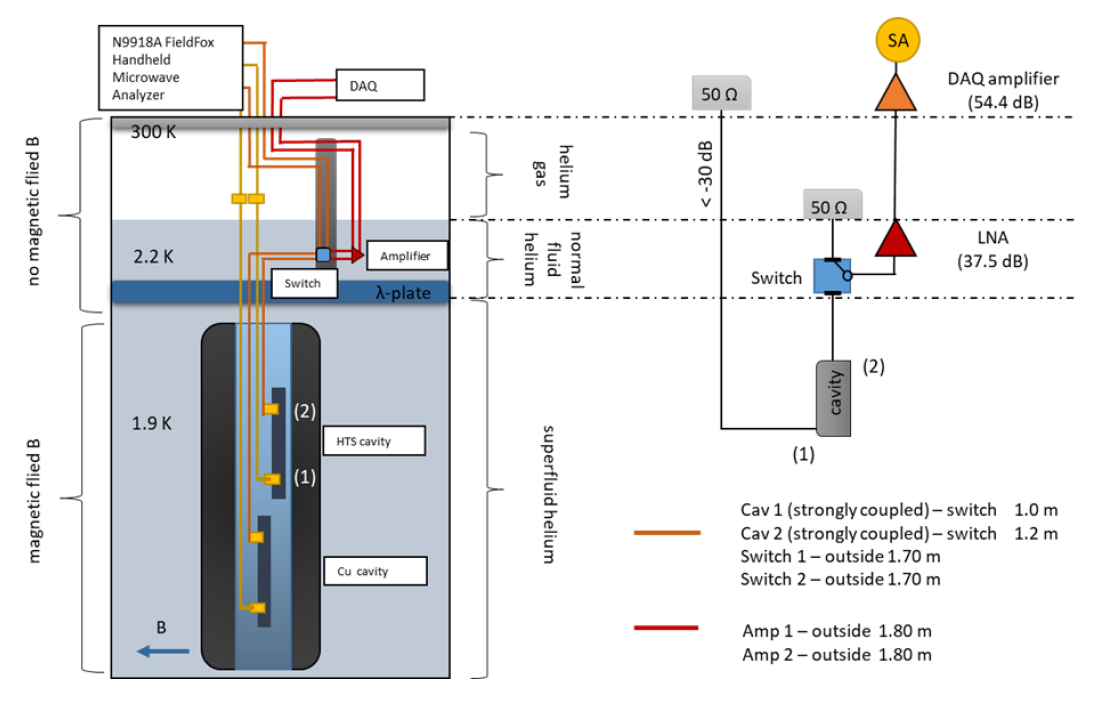 N9918A FieldFox
Handheld
Microwave
Analyzer
DAQ
300 K
no magnetic flied B
helium
gas
2.2 K
Amplifier
Switch
normal
fluid
helium
λ-plate
1.9 K
magnetic flied B
(2)
HTS cavity
(1)
superfluid helium
Cu cavity
B
SA
50 Ω
DAQ amplifier
(54.4 dB)
< -30 dB
50 Ω
LNA
(37.5 dB)
Switch
cavity
(2)
(1)
Cav 1 (strongly coupled) – switch 1.0 m
Cav 2 (strongly coupled) – switch 1.2 m
Switch 1 – outside 1.70 m
Switch 2 – outside 1.70 m
Amp 1 – outside 1.80 m
Amp 2 – outside 1.80 m